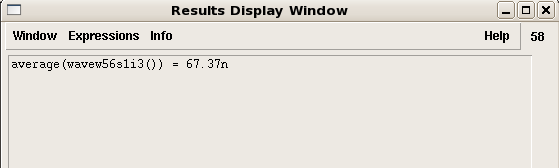 Results Display Window
Window Expressions Info Help 58
average(wavew56s1i3()) = 67.37n